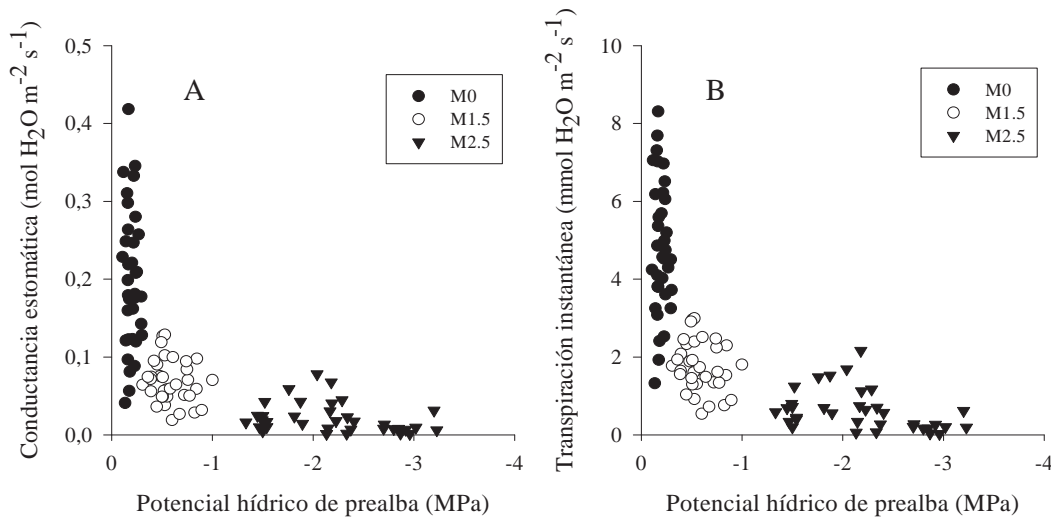 Conductancia estomática (mol H2O m-2 s-1)
0,5
0,4
0,3
0,2
0,1
0,0
A
M0
M1.5
M2.5
0
-1
-2
-3
-4
Potencial hídrico de prealba (MPa)
Transpiración instantánea (mmol H2O m-2 s-1)
10
8
6
4
2
0
B
M0
M1.5
M2.5
0
-1
-2
-3
-4
Potencial hídrico de prealba (MPa)